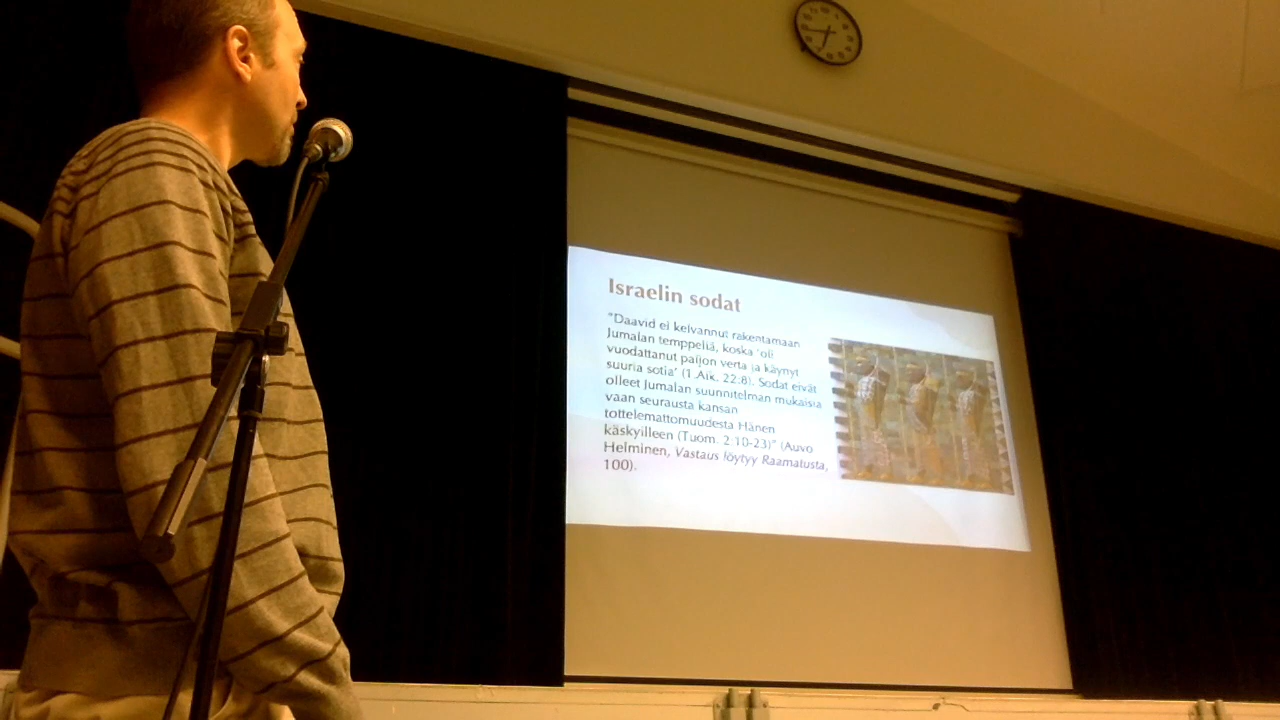 Israelin sodat
"Daavid ei kelvannut rakentamaan
Jumalan temppeliä, koska 'oli
vuodattanut paljon verta ja käynyt
suuria sotia' (1.Aik. 22:8). Sodat eivät
olleet Jumalan suunnitelman mukaisia
vaan seurausta kansan
tottelemattomuudesta Hänen
käskyilleen (Tuom. 2:10-23)" (Auvo
Helminen, Vastaus löytyy Raamatusta,
100).